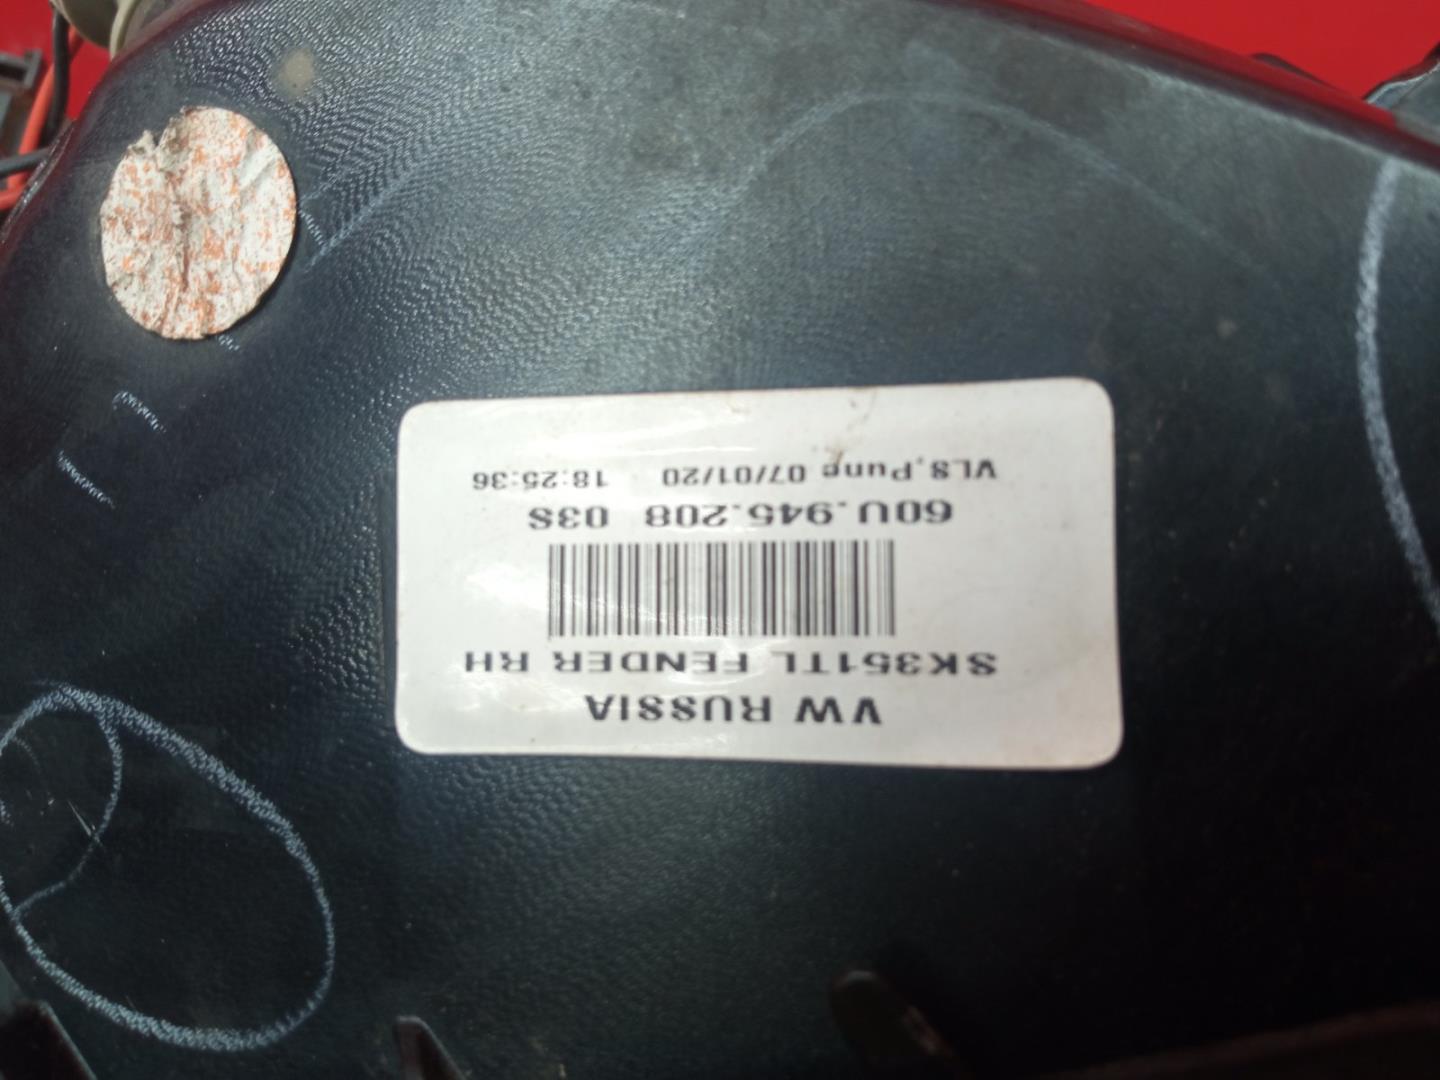 VW RUSSIA
SK351TL FENDER RH
60U.945.208 03S
VLS,Pune 07/01/20 18:25:36